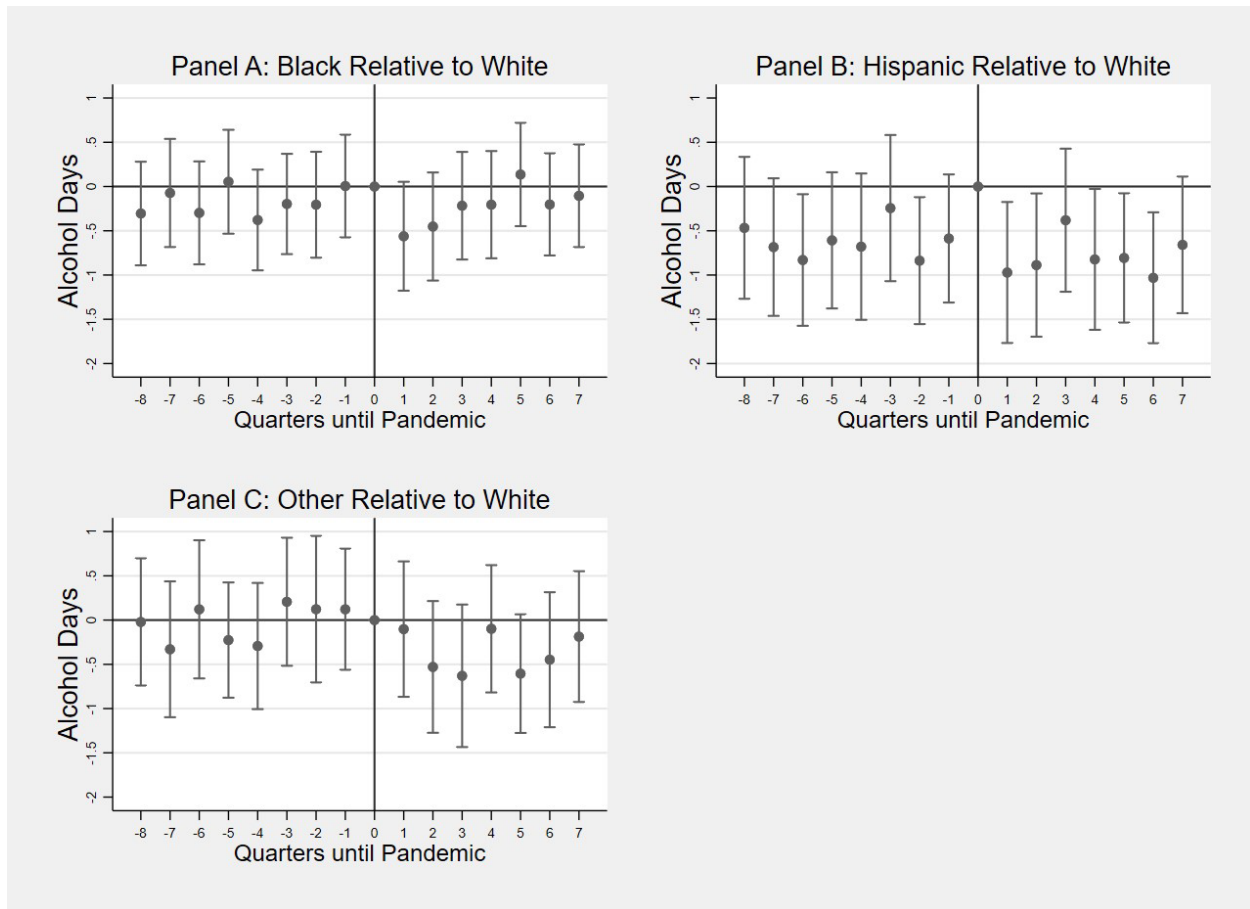 Panel A: Black Relative to White
Alcohol Days
1
.5
0
-.5
-1
-1.5
-2
-8 -7 -6 -5 -4 -3 -2 -1 0 1 2 3 4 5 6 7
Quarters until Pandemic
Panel B: Hispanic Relative to White
Alcohol Days
1
.5
0
-.5
-1
-1.5
-2
-8 -7 -6 -5 -4 -3 -2 -1 0 1 2 3 4 5 6 7
Quarters until Pandemic
Panel C: Other Relative to White
Alcohol Days
1
.5
0
-.5
-1
-1.5
-2
-8 -7 -6 -5 -4 -3 -2 -1 0 1 2 3 4 5 6 7
Quarters until Pandemic